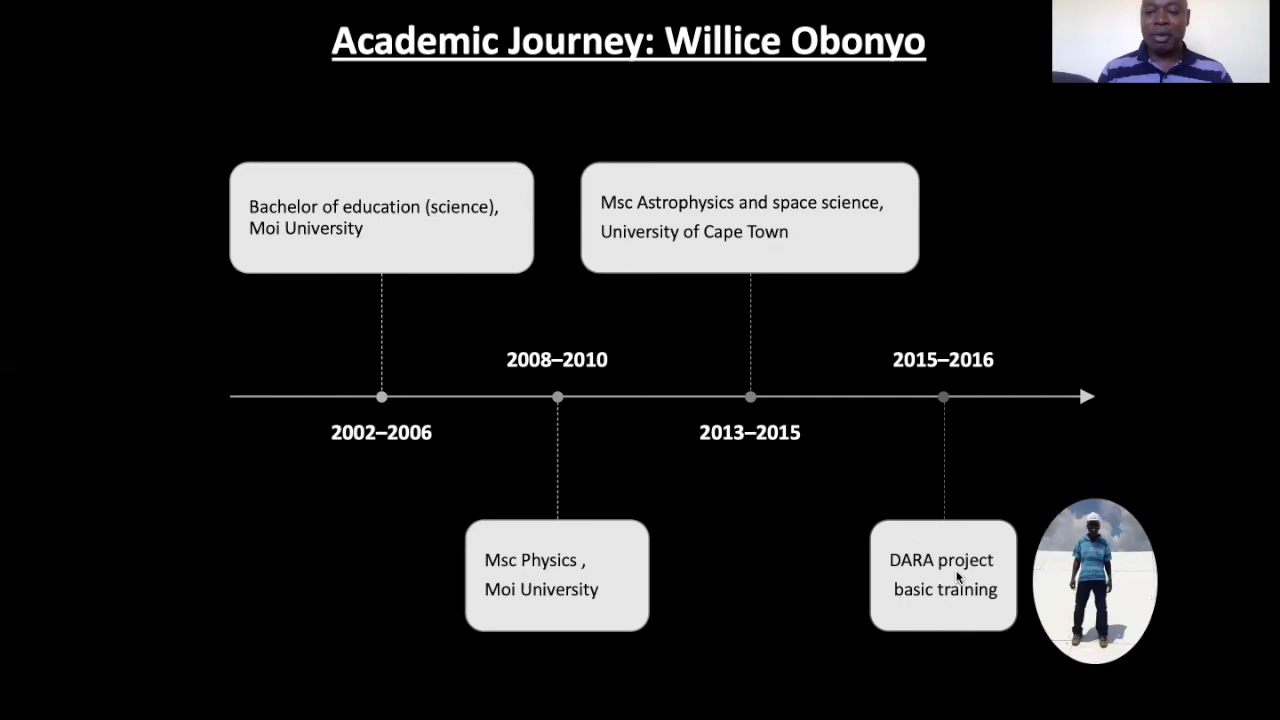 Academic Journey: Willice Obonyo
Bachelor of education (science),
Moi University
Msc Astrophysics and space science,
University of Cape Town
2008–2010
2015–2016
2002–2006
2013–2015
Msc Physics ,
Moi University
DARA project
basic training